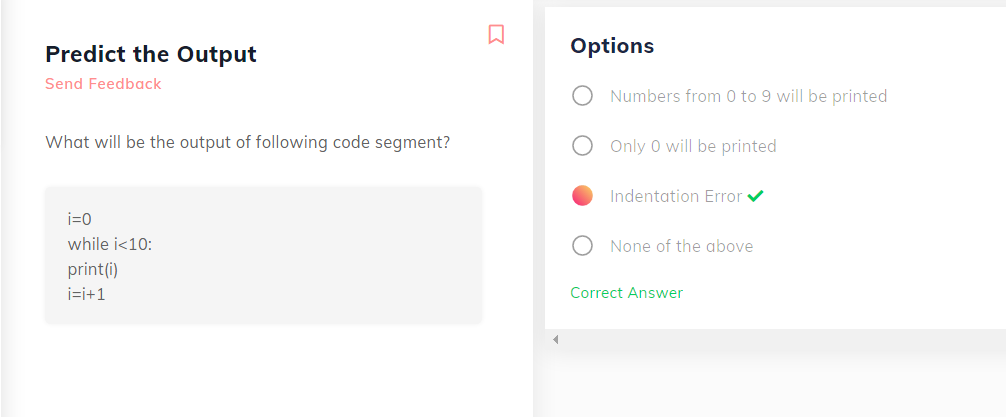 Predict the Output
Send Feedback
What will be the output of following code segment?
i=0
while i<10:
print(i)
i=i+1
Options
Numbers from 0 to 9 will be printed
Only 0 will be printed
Indentation Error
None of the above
Correct Answer